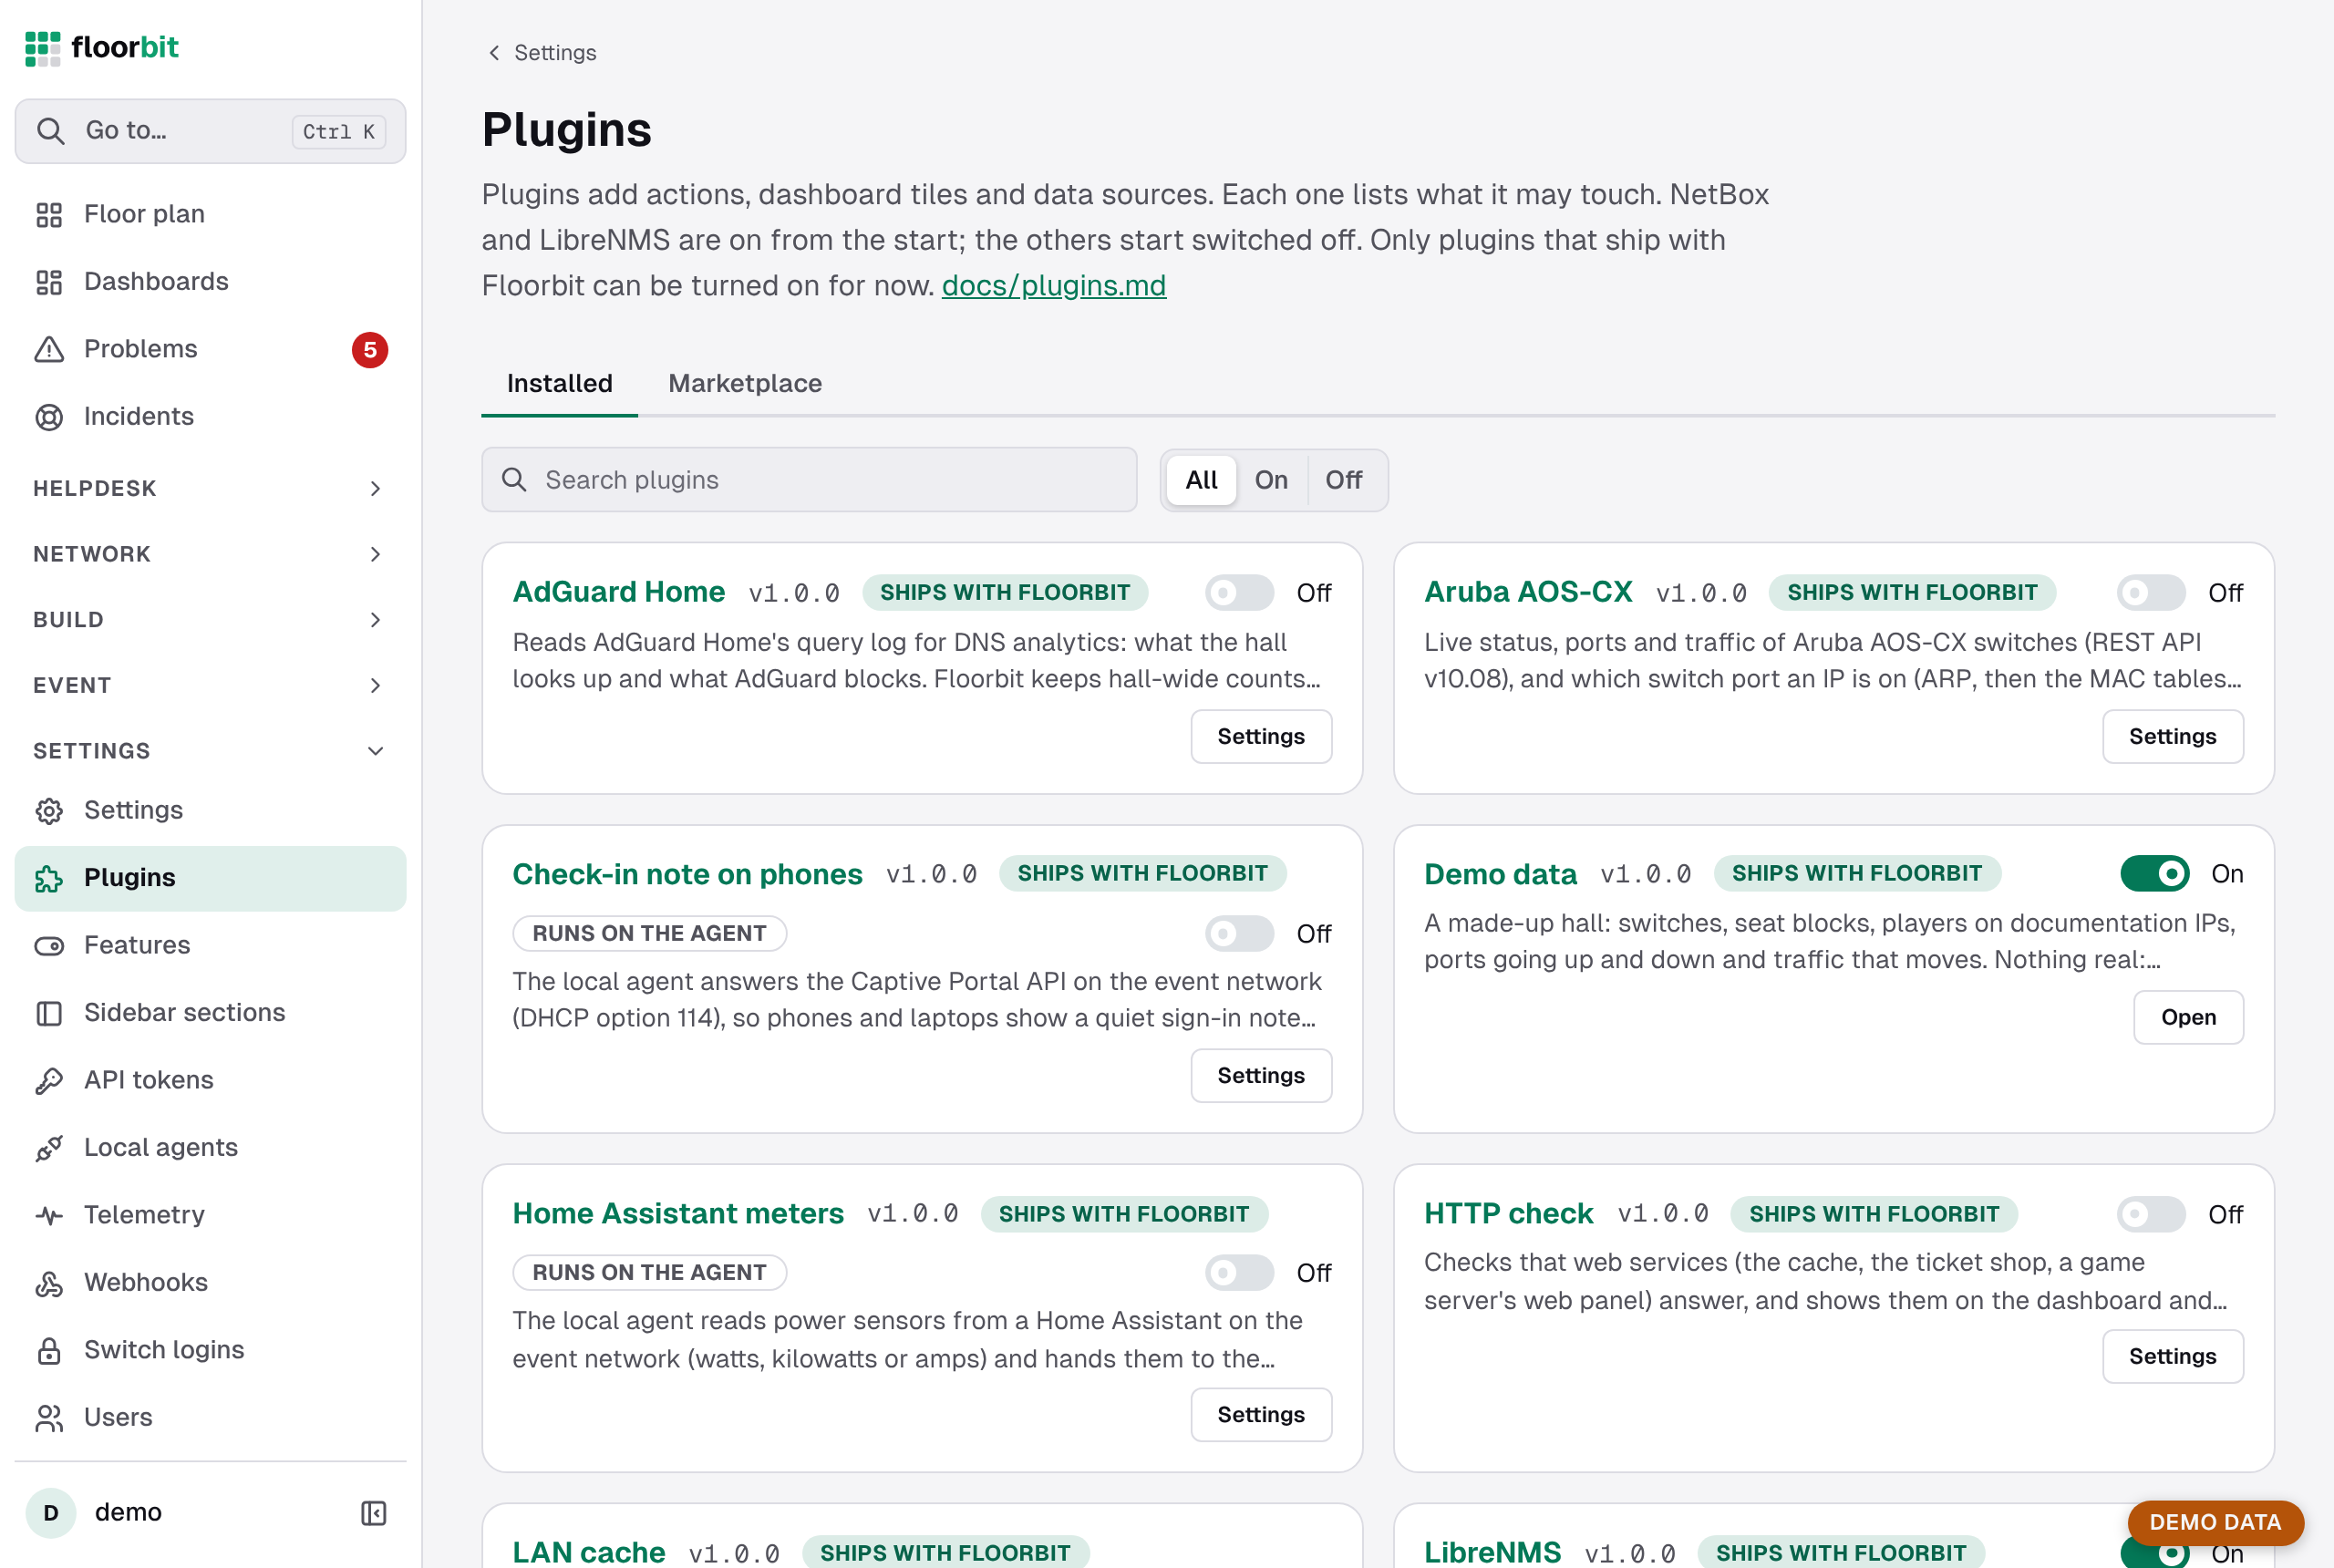 floorbit
Go to... Ctrl K
Floor plan
Dashboards
Problems 5
Incidents
HELPDESK
NETWORK
BUILD
EVENT
SETTINGS
Settings
Plugins
Features
Sidebar sections
API tokens
Local agents
Telemetry
Webhooks
Switch logins
Users
D demo
Settings
Plugins
Plugins add actions, dashboard tiles and data sources. Each one lists what it may touch. NetBox
and LibreNMS are on from the start; the others start switched off. Only plugins that ship with
Floorbit can be turned on for now. docs/plugins.md
Installed Marketplace
Search plugins All On Off
AdGuard Home v1.0.0 SHIPS WITH FLOORBIT Off
Reads AdGuard Home's query log for DNS analytics: what the hall
looks up and what AdGuard blocks. Floorbit keeps hall-wide counts...
Settings
Aruba AOS-CX v1.0.0 SHIPS WITH FLOORBIT Off
Live status, ports and traffic of Aruba AOS-CX switches (REST API
v10.08), and which switch port an IP is on (ARP, then the MAC tables...
Settings
Check-in note on phones v1.0.0 SHIPS WITH FLOORBIT
RUNS ON THE AGENT Off
The local agent answers the Captive Portal API on the event network
(DHCP option 114), so phones and laptops show a quiet sign-in note...
Settings
Demo data v1.0.0 SHIPS WITH FLOORBIT On
A made-up hall: switches, seat blocks, players on documentation IPs,
ports going up and down and traffic that moves. Nothing real:...
Open
Home Assistant meters v1.0.0 SHIPS WITH FLOORBIT
RUNS ON THE AGENT Off
The local agent reads power sensors from a Home Assistant on the
event network (watts, kilowatts or amps) and hands them to the...
Settings
HTTP check v1.0.0 SHIPS WITH FLOORBIT Off
Checks that web services (the cache, the ticket shop, a game
server's web panel) answer, and shows them on the dashboard and...
Settings
LAN cache v1.0.0 SHIPS WITH FLOORBIT
LibreNMS v1.0.0 SHIPS WITH FLOORBIT On
DEMO DATA